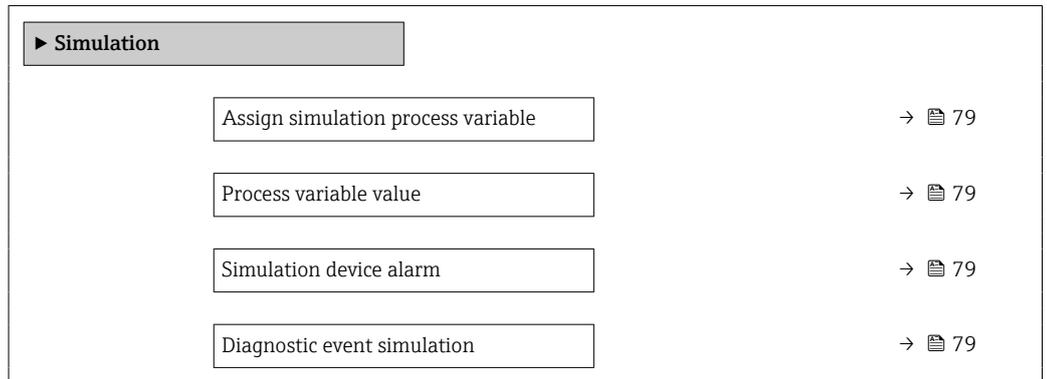 ▶ Simulation
Assign simulation process variable → 79
Process variable value → 79
Simulation device alarm → 79
Diagnostic event simulation → 79